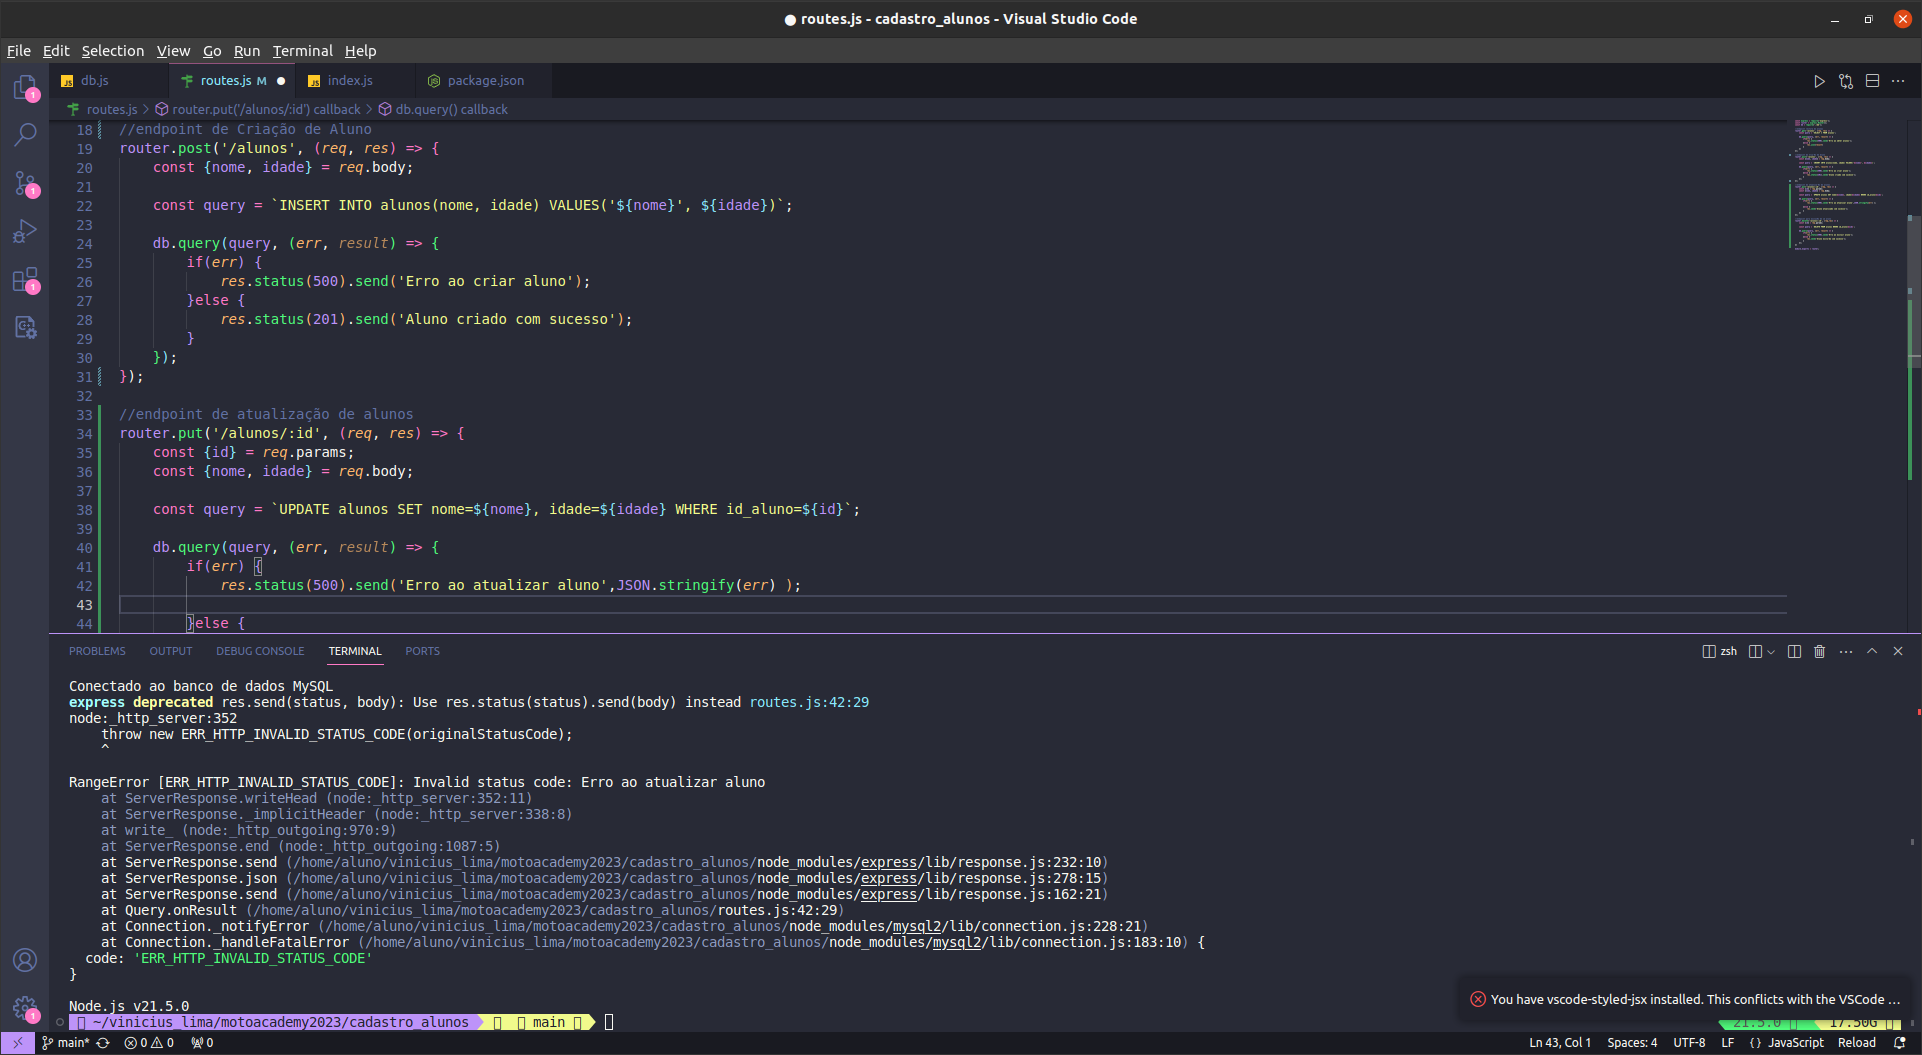 ● routes.js - cadastro_alunos - Visual Studio Code
File Edit Selection View Go Run Terminal Help
db.js routes.js M ● index.js package.json
routes.js > router.put('/alunos/:id') callback > db.query() callback
18 //endpoint de Criação de Aluno
19 router.post('/alunos', (req, res) => {
20 const {nome, idade} = req.body;
21
22 const query = `INSERT INTO alunos(nome, idade) VALUES('${nome}', ${idade})`;
23
24 db.query(query, (err, result) => {
25 if(err) {
26 res.status(500).send('Erro ao criar aluno');
27 }else {
28 res.status(201).send('Aluno criado com sucesso');
29 }
30 });
31 });
32
33 //endpoint de atualização de alunos
34 router.put('/alunos/:id', (req, res) => {
35 const {id} = req.params;
36 const {nome, idade} = req.body;
37
38 const query = `UPDATE alunos SET nome=${nome}, idade=${idade} WHERE id_aluno=${id}`;
39
40 db.query(query, (err, result) => {
41 if(err) {
42 res.status(500).send('Erro ao atualizar aluno',JSON.stringify(err) );
43
44 }else {
PROBLEMS OUTPUT DEBUG CONSOLE TERMINAL PORTS zsh
Conectado ao banco de dados MySQL
express deprecated res.send(status, body): Use res.status(status).send(body) instead routes.js:42:29
node:_http_server:352
throw new ERR_HTTP_INVALID_STATUS_CODE(originalStatusCode);
^
RangeError [ERR_HTTP_INVALID_STATUS_CODE]: Invalid status code: Erro ao atualizar aluno
at ServerResponse.writeHead (node:_http_server:352:11)
at ServerResponse._implicitHeader (node:_http_server:338:8)
at write_ (node:_http_outgoing:970:9)
at ServerResponse.end (node:_http_outgoing:1087:5)
at ServerResponse.send (/home/aluno/vinicius_lima/motoacademy2023/cadastro_alunos/node_modules/express/lib/response.js:232:10)
at ServerResponse.json (/home/aluno/vinicius_lima/motoacademy2023/cadastro_alunos/node_modules/express/lib/response.js:278:15)
at ServerResponse.send (/home/aluno/vinicius_lima/motoacademy2023/cadastro_alunos/node_modules/express/lib/response.js:162:21)
at Query.onResult (/home/aluno/vinicius_lima/motoacademy2023/cadastro_alunos/routes.js:42:29)
at Connection._notifyError (/home/aluno/vinicius_lima/motoacademy2023/cadastro_alunos/node_modules/mysql2/lib/connection.js:228:21)
at Connection._handleFatalError (/home/aluno/vinicius_lima/motoacademy2023/cadastro_alunos/node_modules/mysql2/lib/connection.js:183:10) {
code: 'ERR_HTTP_INVALID_STATUS_CODE'
}
Node.js v21.5.0
You have vscode-styled-jsx installed. This conflicts with the VSCode ...
~/vinicius_lima/motoacademy2023/cadastro_alunos main 21.5.0 17.50G
main* 0 0 0 Ln 43, Col 1 Spaces: 4 UTF-8 LF {} JavaScript Reload